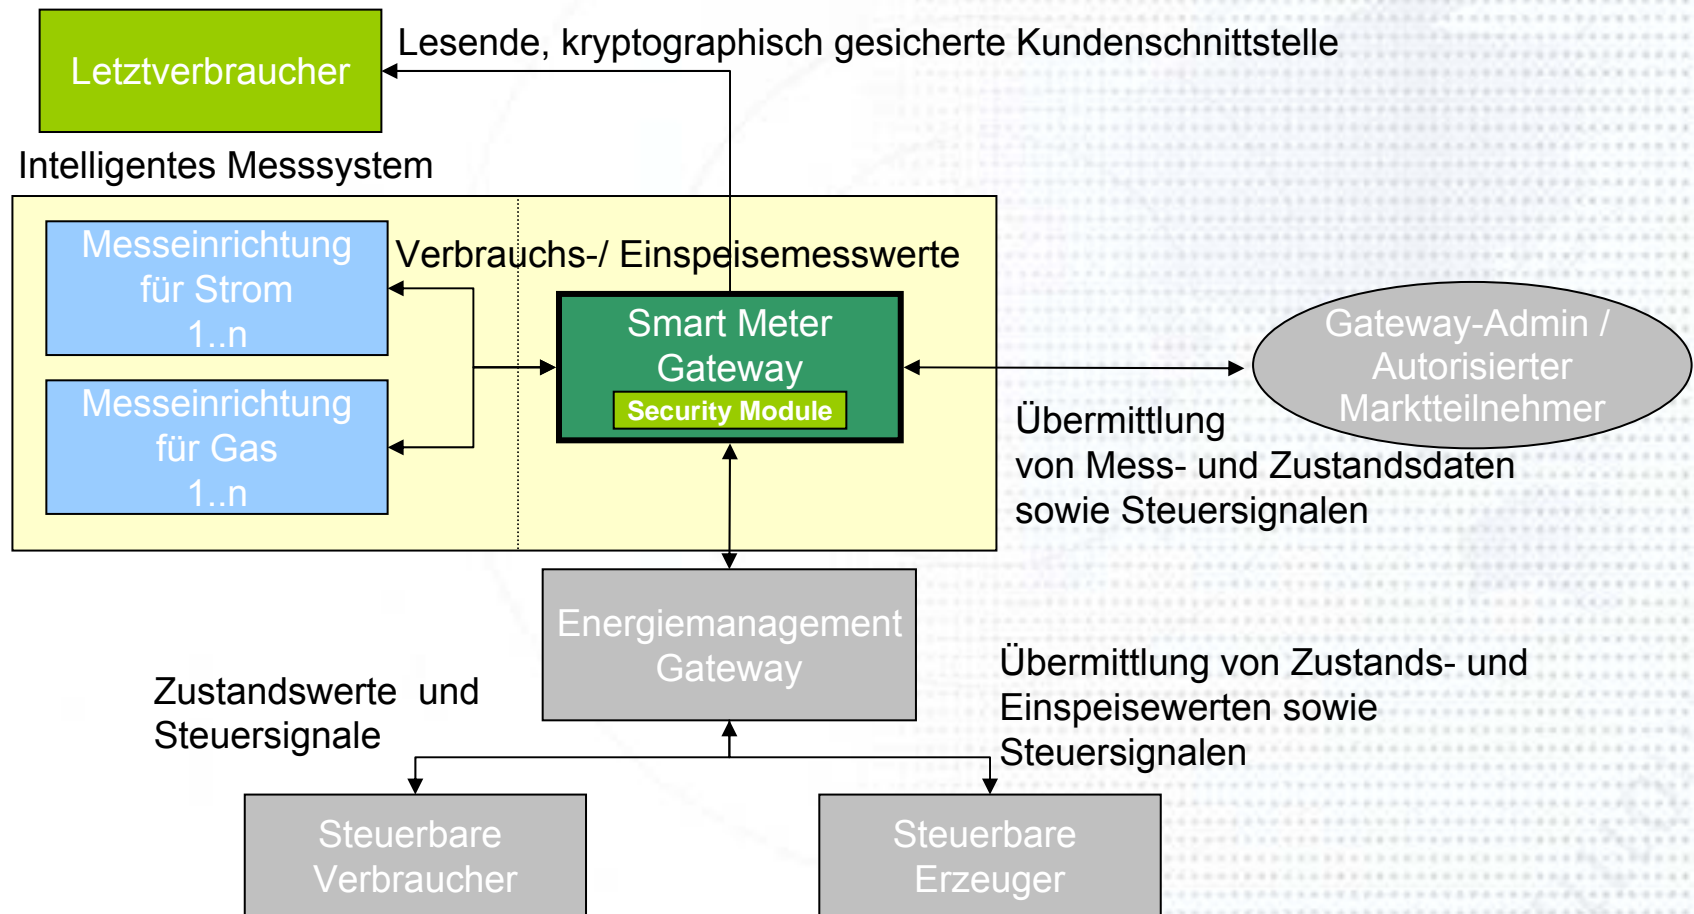 Lesende, kryptographisch gesicherte Kundenschnittstelle
Letztverbraucher
Intelligentes Messsystem
Messeinrichtung
für Strom
1..n
Verbrauchs-/ Einspeisemesswerte
Smart Meter
Gateway
Security Module
Messeinrichtung
für Gas
1..n
Gateway-Admin /
Autorisierter
Marktteilnehmer
Übermittlung
von Mess- und Zustandsdaten
sowie Steuersignalen
Energiemanagement
Gateway
Zustandswerte und
Steuersignale
Übermittlung von Zustands- und
Einspeisewerten sowie
Steuersignalen
Steuerbare
Verbraucher
Steuerbare
Erzeuger